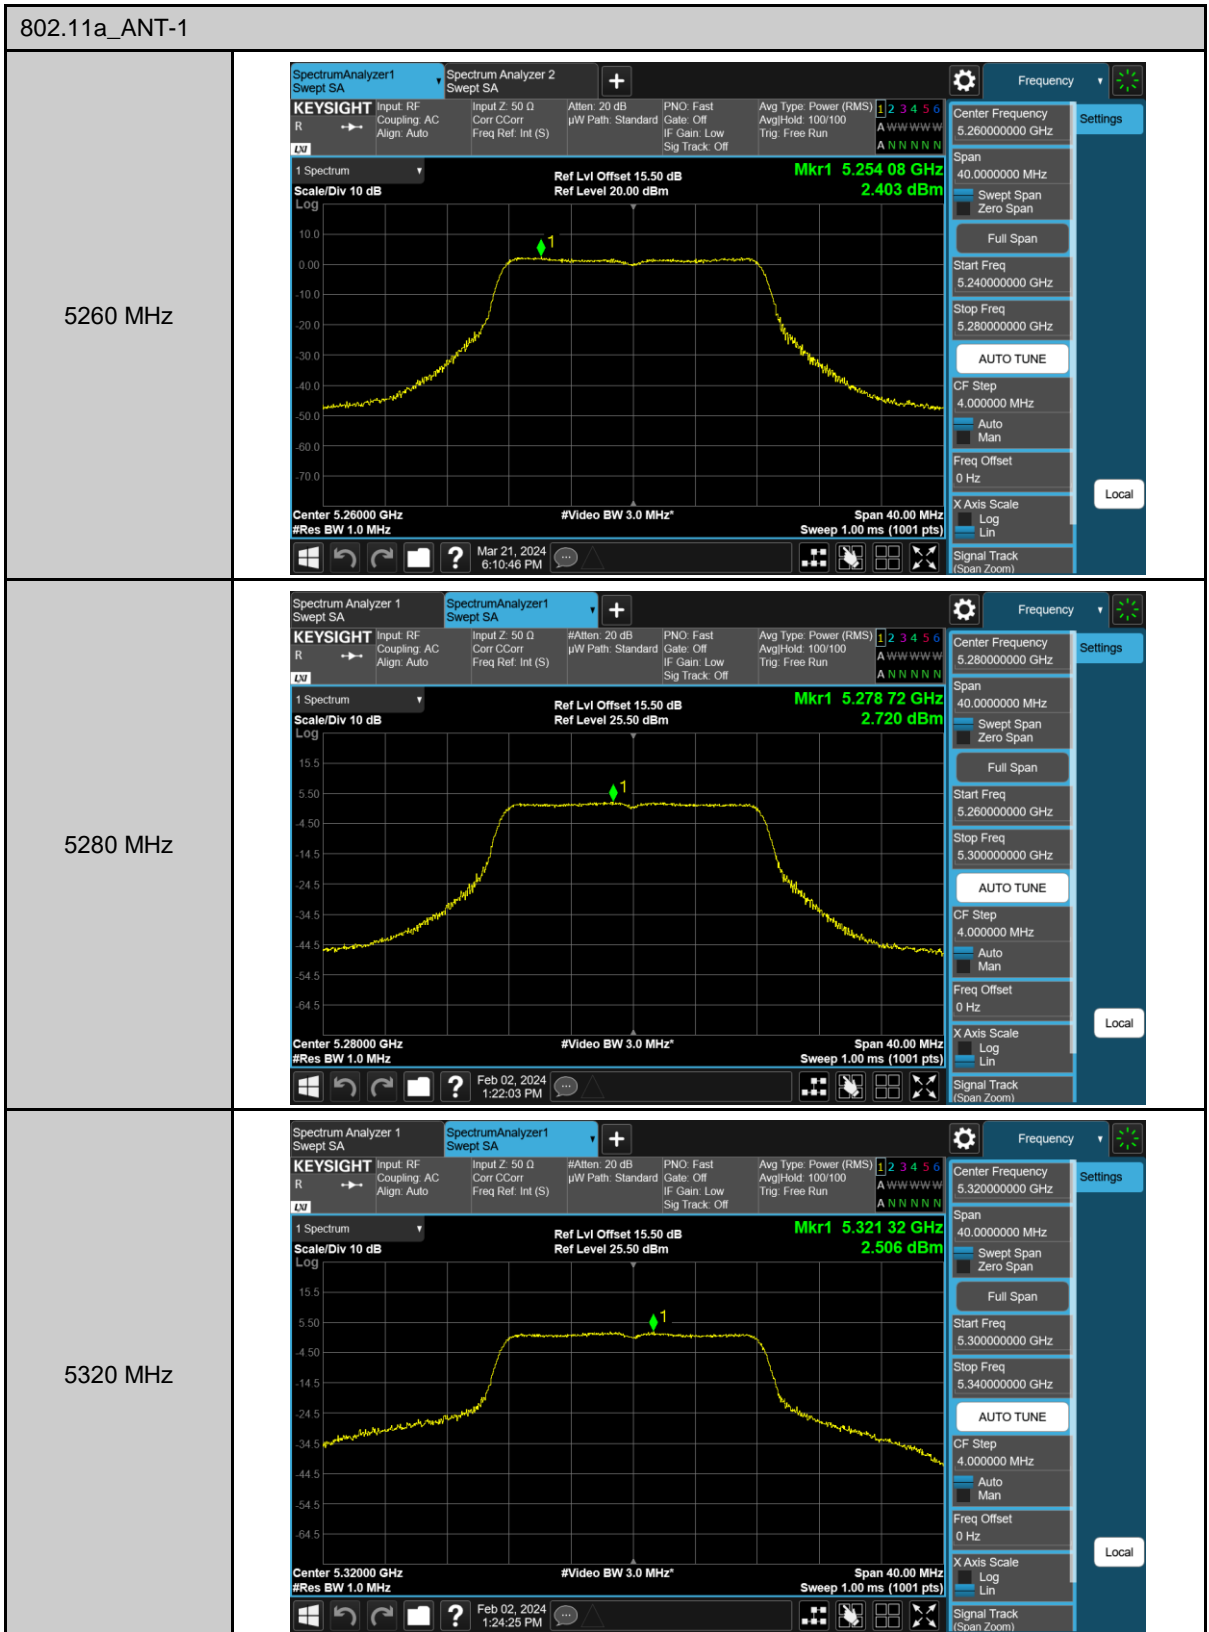 802.11a_ANT-1
5260 MHz
SpectrumAnalyzer1
Swept SA
Spectrum Analyzer 2
Swept SA
Frequency
KEYSIGHT
R
LXI
Input: RF
Coupling: AC
Align: Auto
Input Z: 50 Ω
Corr CCorr
Freq Ref: Int (S)
Atten: 20 dB
µW Path: Standard
PNO: Fast
Gate: Off
IF Gain: Low
Sig Track: Off
Avg Type: Power (RMS)
Avg|Hold: 100/100
Trig: Free Run
1 2 3 4 5 6
A W W W W W
A N N N N N
1 Spectrum
Scale/Div 10 dB
Log
Ref Lvl Offset 15.50 dB
Ref Level 20.00 dBm
Mkr1 5.254 08 GHz
2.403 dBm
1
10.0
0.00
-10.0
-20.0
-30.0
-40.0
-50.0
-60.0
-70.0
Center 5.26000 GHz
#Res BW 1.0 MHz
#Video BW 3.0 MHz*
Span 40.00 MHz
Sweep 1.00 ms (1001 pts)
?
Mar 21, 2024
6:10:46 PM
Center Frequency
5.260000000 GHz
Span
40.0000000 MHz
Swept Span
Zero Span
Full Span
Start Freq
5.240000000 GHz
Stop Freq
5.280000000 GHz
AUTO TUNE
CF Step
4.000000 MHz
Auto
Man
Freq Offset
0 Hz
X Axis Scale
Log
Lin
Signal Track
(Span Zoom)
Settings
Local
5280 MHz
Spectrum Analyzer 1
Swept SA
SpectrumAnalyzer1
Swept SA
Frequency
KEYSIGHT
R
LXI
Input: RF
Coupling: AC
Align: Auto
Input Z: 50 Ω
Corr CCorr
Freq Ref: Int (S)
#Atten: 20 dB
µW Path: Standard
PNO: Fast
Gate: Off
IF Gain: Low
Sig Track: Off
Avg Type: Power (RMS)
Avg|Hold: 100/100
Trig: Free Run
1 2 3 4 5 6
A W W W W W
A N N N N N
1 Spectrum
Scale/Div 10 dB
Log
Ref Lvl Offset 15.50 dB
Ref Level 25.50 dBm
Mkr1 5.278 72 GHz
2.720 dBm
1
15.5
5.50
-4.50
-14.5
-24.5
-34.5
-44.5
-54.5
-64.5
Center 5.28000 GHz
#Res BW 1.0 MHz
#Video BW 3.0 MHz*
Span 40.00 MHz
Sweep 1.00 ms (1001 pts)
?
Feb 02, 2024
1:22:03 PM
Center Frequency
5.280000000 GHz
Span
40.0000000 MHz
Swept Span
Zero Span
Full Span
Start Freq
5.260000000 GHz
Stop Freq
5.300000000 GHz
AUTO TUNE
CF Step
4.000000 MHz
Auto
Man
Freq Offset
0 Hz
X Axis Scale
Log
Lin
Signal Track
(Span Zoom)
Settings
Local
5320 MHz
Spectrum Analyzer 1
Swept SA
SpectrumAnalyzer1
Swept SA
Frequency
KEYSIGHT
R
LXI
Input: RF
Coupling: AC
Align: Auto
Input Z: 50 Ω
Corr CCorr
Freq Ref: Int (S)
#Atten: 20 dB
µW Path: Standard
PNO: Fast
Gate: Off
IF Gain: Low
Sig Track: Off
Avg Type: Power (RMS)
Avg|Hold: 100/100
Trig: Free Run
1 2 3 4 5 6
A W W W W W
A N N N N N
1 Spectrum
Scale/Div 10 dB
Log
Ref Lvl Offset 15.50 dB
Ref Level 25.50 dBm
Mkr1 5.321 32 GHz
2.506 dBm
1
15.5
5.50
-4.50
-14.5
-24.5
-34.5
-44.5
-54.5
-64.5
Center 5.32000 GHz
#Res BW 1.0 MHz
#Video BW 3.0 MHz*
Span 40.00 MHz
Sweep 1.00 ms (1001 pts)
?
Feb 02, 2024
1:24:25 PM
Center Frequency
5.320000000 GHz
Span
40.0000000 MHz
Swept Span
Zero Span
Full Span
Start Freq
5.300000000 GHz
Stop Freq
5.340000000 GHz
AUTO TUNE
CF Step
4.000000 MHz
Auto
Man
Freq Offset
0 Hz
X Axis Scale
Log
Lin
Signal Track
(Span Zoom)
Settings
Local